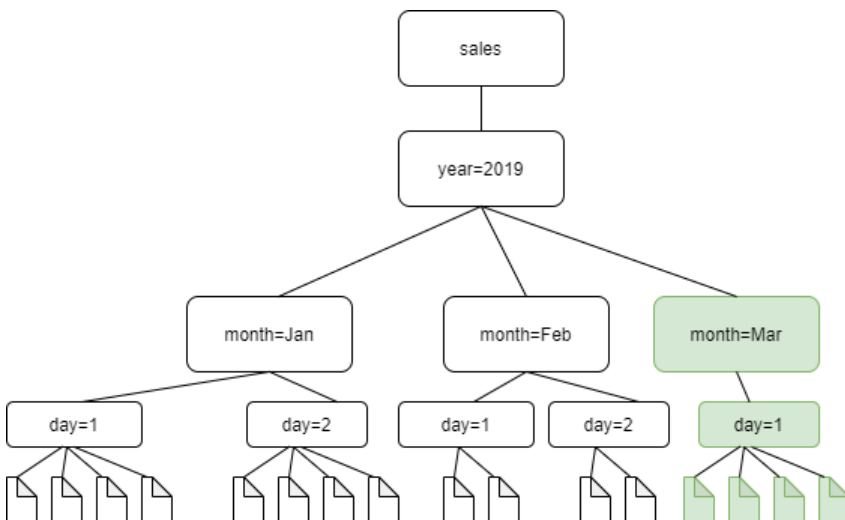 sales
year=2019
month=Jan
month=Feb
month=Mar
day=1
day=2
day=1
day=2
day=1